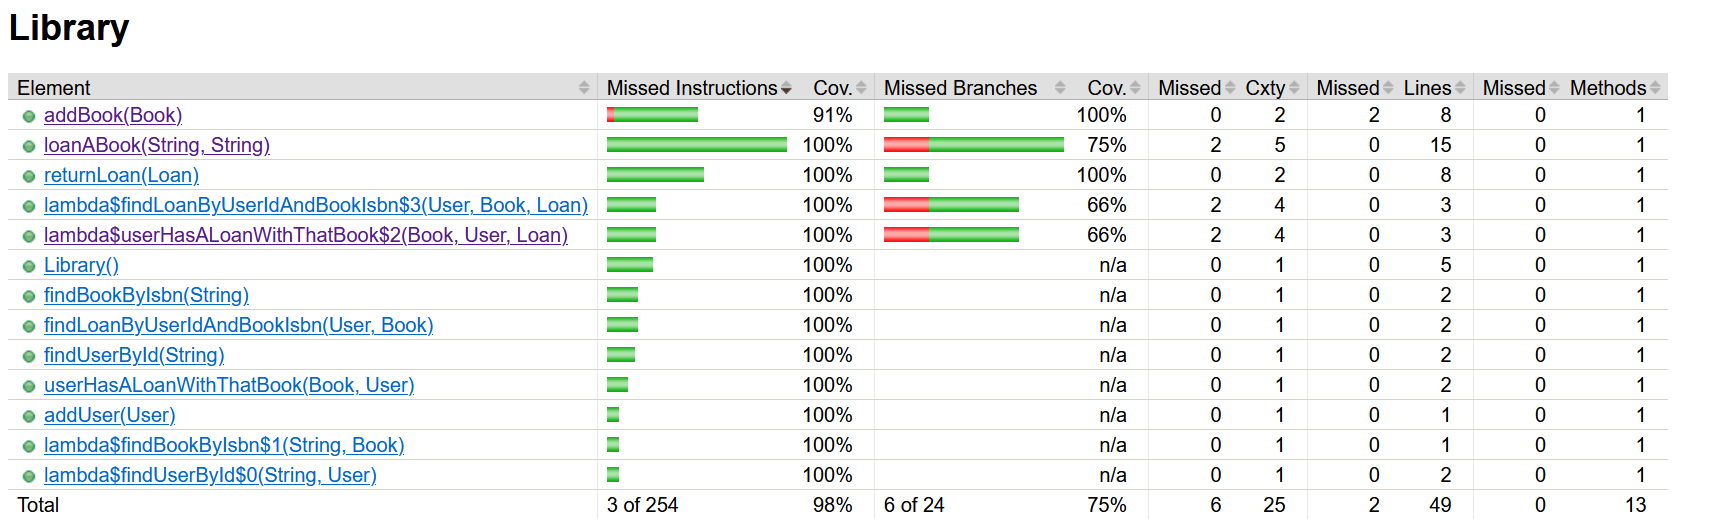 Library
Element Missed Instructions Cov. Missed Branches Cov. Missed Cxty Missed Lines Missed Methods
addBook(Book) 91% 100% 0 2 2 8 0 1
loanABook(String, String) 100% 75% 2 5 0 15 0 1
returnLoan(Loan) 100% 100% 0 2 0 8 0 1
lambda$findLoanByUserIdAndBookIsbn$3(User, Book, Loan) 100% 66% 2 4 0 3 0 1
lambda$userHasALoanWithThatBook$2(Book, User, Loan) 100% 66% 2 4 0 3 0 1
Library() 100% n/a 0 1 0 5 0 1
findBookByIsbn(String) 100% n/a 0 1 0 2 0 1
findLoanByUserIdAndBookIsbn(User, Book) 100% n/a 0 1 0 2 0 1
findUserById(String) 100% n/a 0 1 0 2 0 1
userHasALoanWithThatBook(Book, User) 100% n/a 0 1 0 2 0 1
addUser(User) 100% n/a 0 1 0 1 0 1
lambda$findBookByIsbn$1(String, Book) 100% n/a 0 1 0 1 0 1
lambda$findUserById$0(String, User) 100% n/a 0 1 0 2 0 1
Total 3 of 254 98% 6 of 24 75% 6 25 2 49 0 13